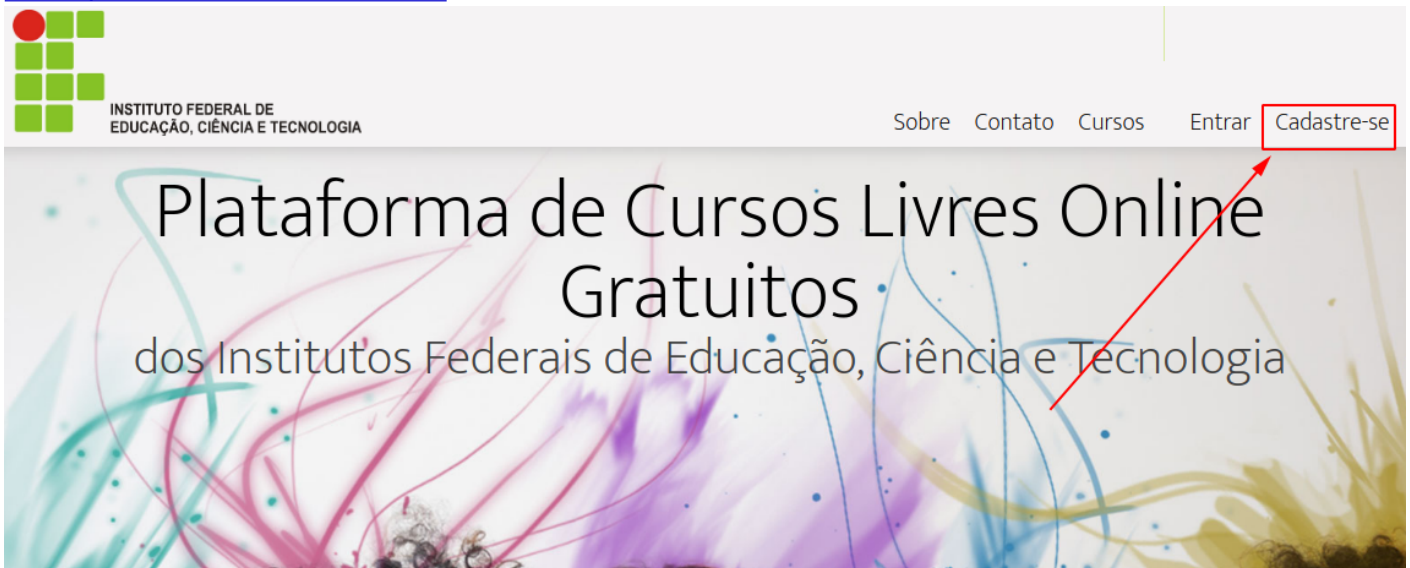 INSTITUTO FEDERAL DE
EDUCAÇÃO, CIÊNCIA E TECNOLOGIA
Sobre Contato Cursos Entrar Cadastre-se
Plataforma de Cursos Livres Online
Gratuitos
dos Institutos Federais de Educação, Ciência e Tecnologia